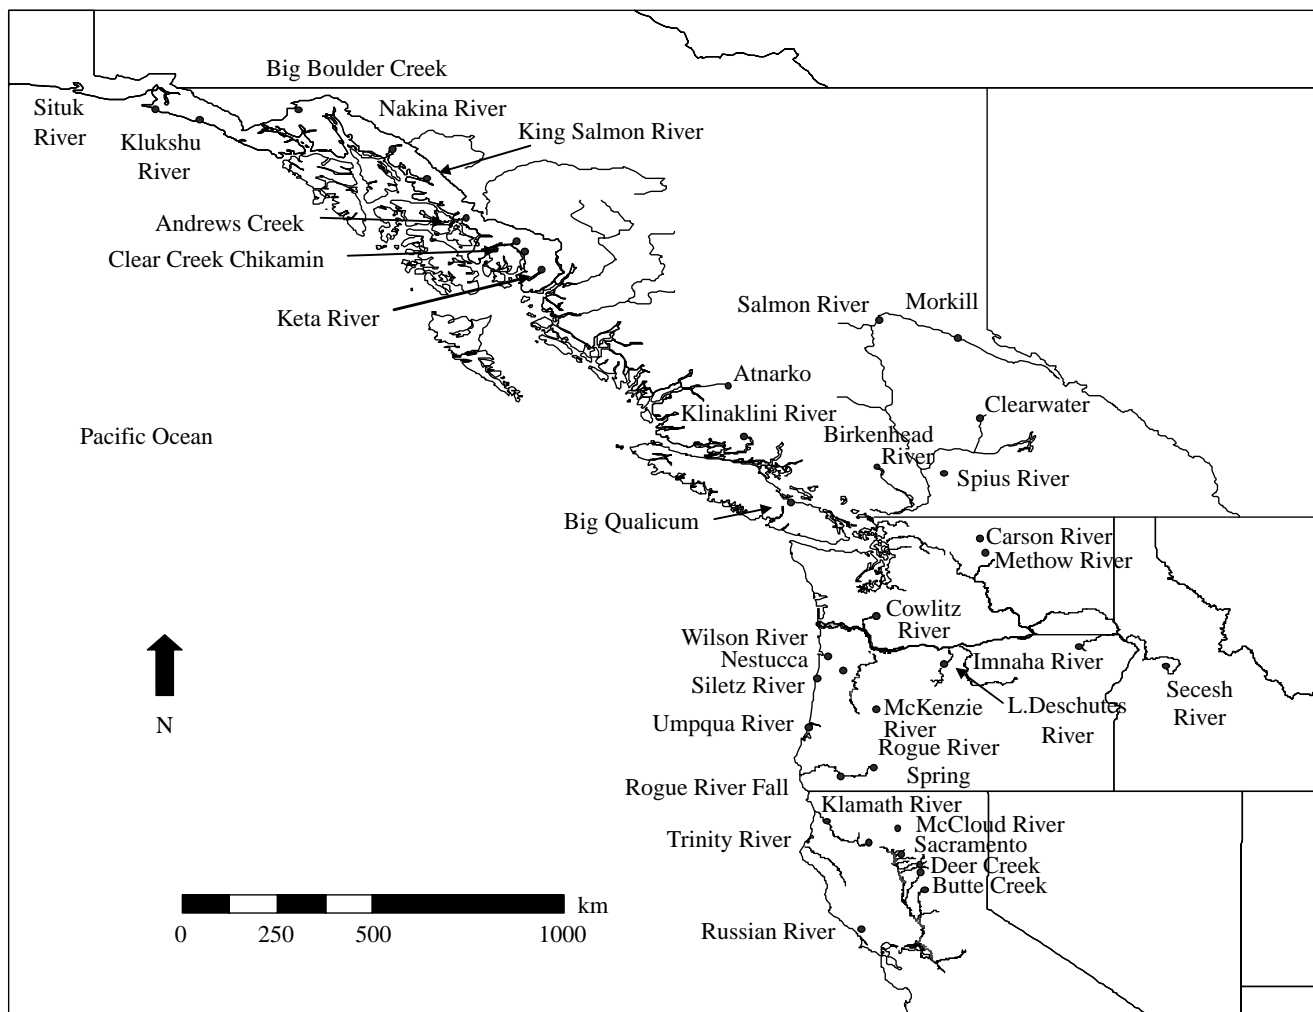 Big Boulder Creek
Situk
River
Nakina River
King Salmon River
Klukshu
River
Andrews Creek
Clear Creek Chikamin
Keta River
Salmon River
Morkill
Atnarko
Clearwater
Klinaklini River
Birkenhead
River
Pacific Ocean
Spius River
Big Qualicum
Carson River
Methow River
Cowlitz
River
Wilson River
Nestucca
Imnaha River
Siletz River
Secesh
River
L.Deschutes
River
McKenzie
River
Umpqua River
N
Rogue River
Spring
Rogue River Fall
Klamath River
McCloud River
Trinity River
Sacramento
Deer Creek
Butte Creek
km
0 250 500 1000
Russian River